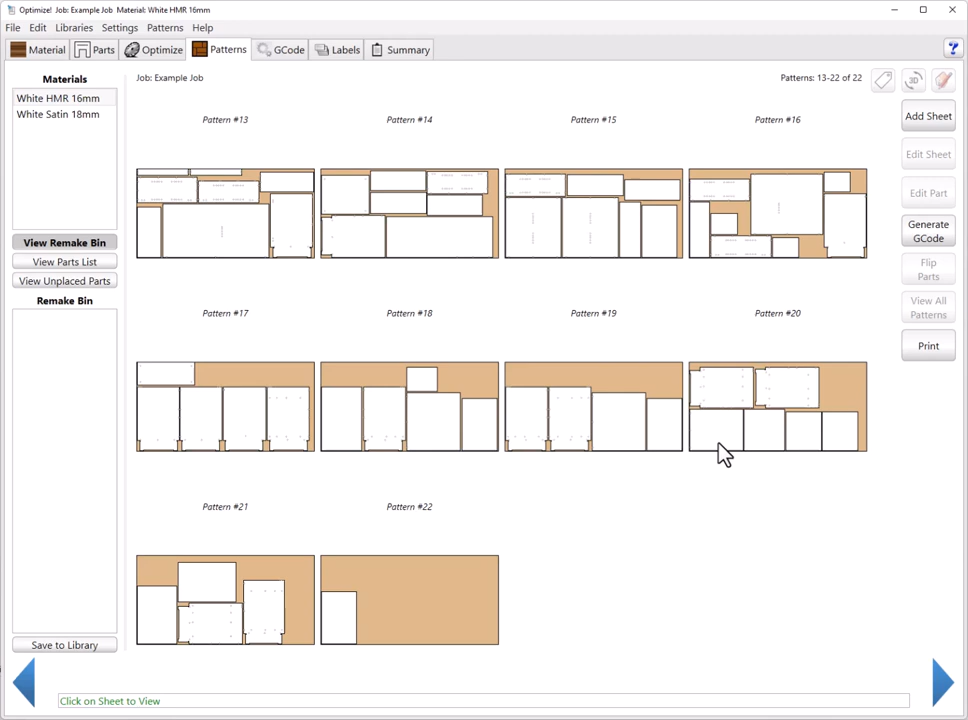 Optimize! Job: Example Job  Material: White HMR 16mm
File Edit Libraries Settings Patterns Help
Material Parts Optimize Patterns GCode Labels Summary ?
Materials
Job: Example Job
Patterns: 13-22 of 22
3D
White HMR 16mm
White Satin 18mm
Add Sheet
Edit Sheet
Edit Part
Generate
GCode
Flip
Parts
View All
Patterns
Print
Pattern #13 Pattern #14 Pattern #15 Pattern #16
View Remake Bin
View Parts List
View Unplaced Parts
Remake Bin
Pattern #17 Pattern #18 Pattern #19 Pattern #20
Pattern #21 Pattern #22
Save to Library
Click on Sheet to View